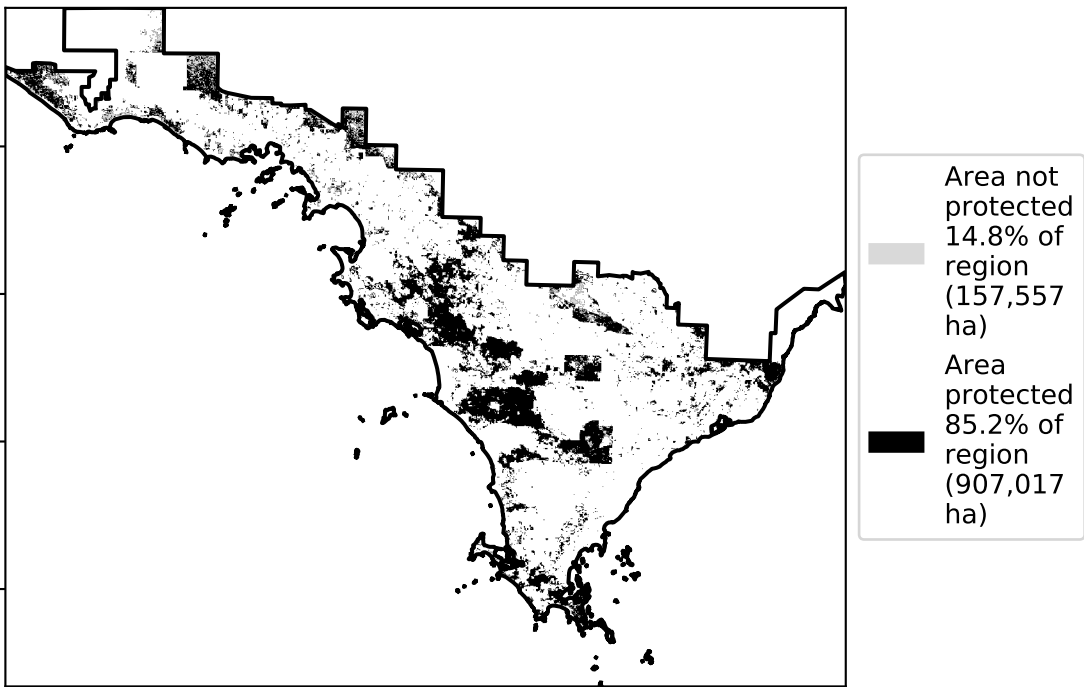 Area not
protected
14.8% of
region
(157,557
ha)
Area
protected
85.2% of
region
(907,017
ha)